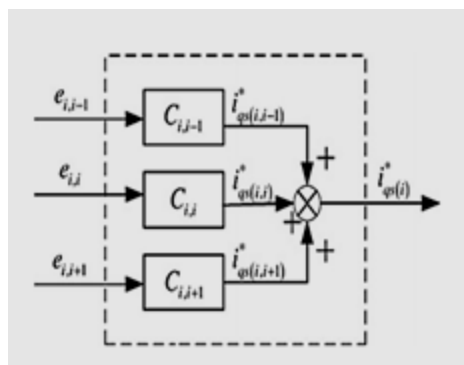 e_{i,i-1} C_{i,i-1} i^*_{qs(i,i-1)} +
e_{i,i} C_{i,i} i^*_{qs(i,i)} + i^*_{qs(i)}
e_{i,i+1} C_{i,i+1} i^*_{qs(i,i+1)} +